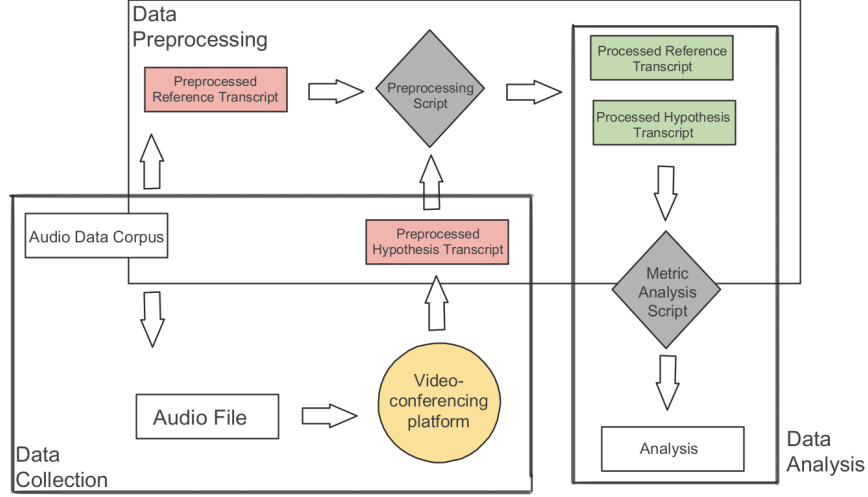 Data
Preprocessing
Preprocessed
Reference Transcript
Preprocessing
Script
Processed Reference
Transcript
Processed Hypothesis
Transcript
Audio Data Corpus
Preprocessed
Hypothesis Transcript
Metric
Analysis
Script
Audio File
Video-
conferencing
platform
Analysis
Data
Collection
Data
Analysis